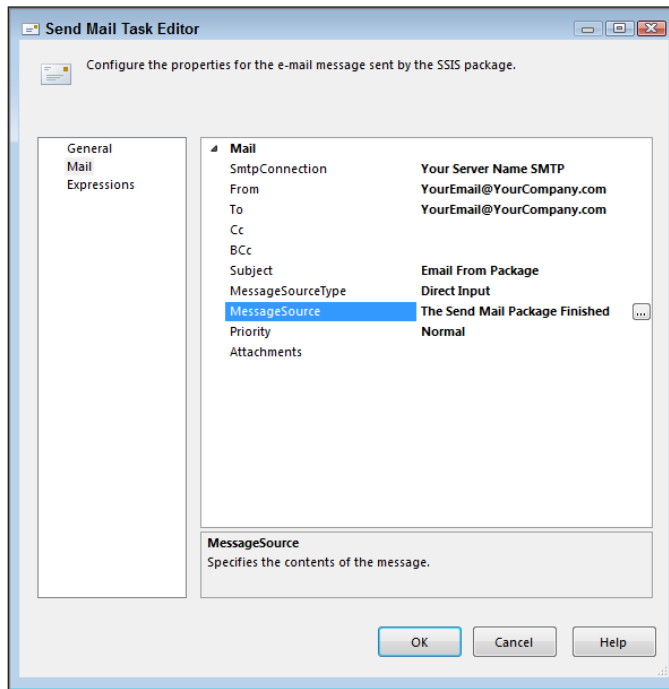 Send Mail Task Editor
Configure the properties for the e-mail message sent by the SSIS package.
General
Mail
Expressions
Mail
SmtpConnection Your Server Name SMTP
From YourEmail@YourCompany.com
To YourEmail@YourCompany.com
Cc
BCc
Subject Email From Package
MessageSourceType Direct Input
MessageSource The Send Mail Package Finished ...
Priority Normal
Attachments
MessageSource
Specifies the contents of the message.
OK Cancel Help